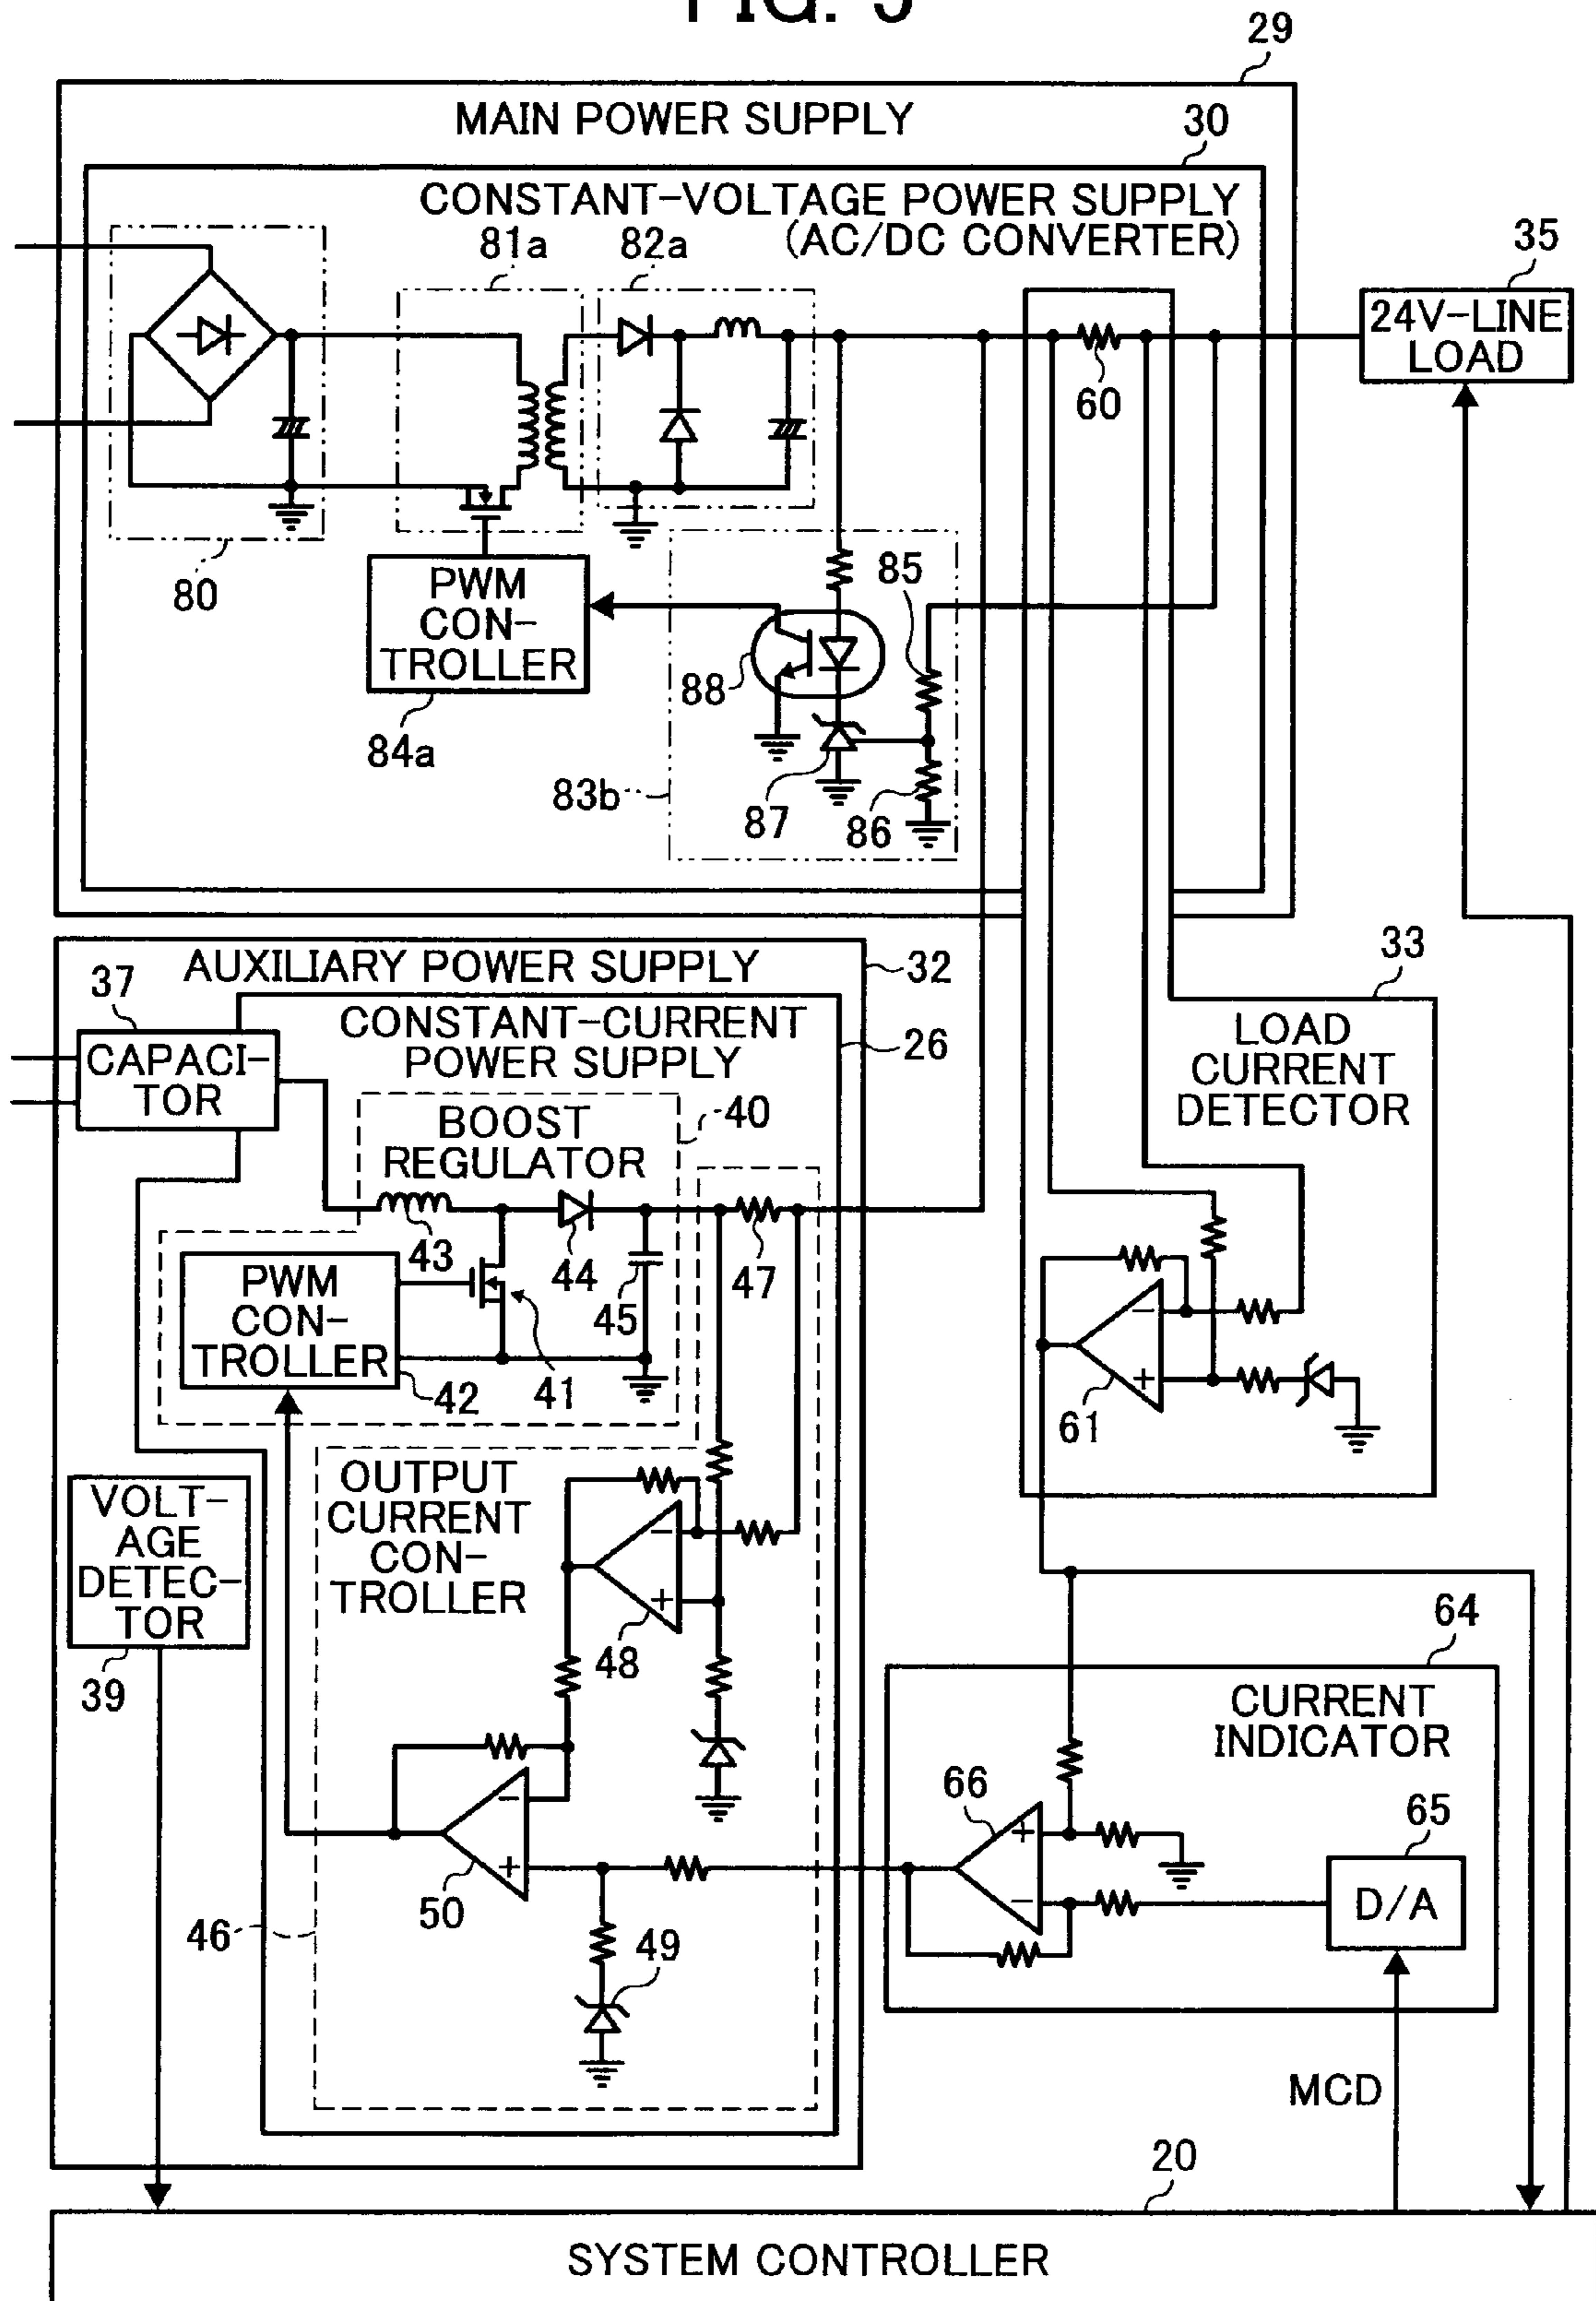 29
MAIN POWER SUPPLY
30
CONSTANT-VOLTAGE POWER SUPPLY
(AC/DC CONVERTER)
81a
82a
35
24V-LINE
LOAD
60
80
PWM
CON-
TROLLER
84a
85
88
83b
87
86
AUXILIARY POWER SUPPLY
32
33
37
CAPACI-
TOR
CONSTANT-CURRENT
POWER SUPPLY
26
LOAD
CURRENT
DETECTOR
BOOST
REGULATOR
40
43
44
45
47
PWM
CON-
TROLLER
42
41
-
+
61
VOLT-
AGE
DETEC-
TOR
39
OUTPUT
CURRENT
CON-
TROLLER
-
+
48
64
CURRENT
INDICATOR
66
+
-
65
D/A
-
+
50
46
49
MCD
20
SYSTEM CONTROLLER